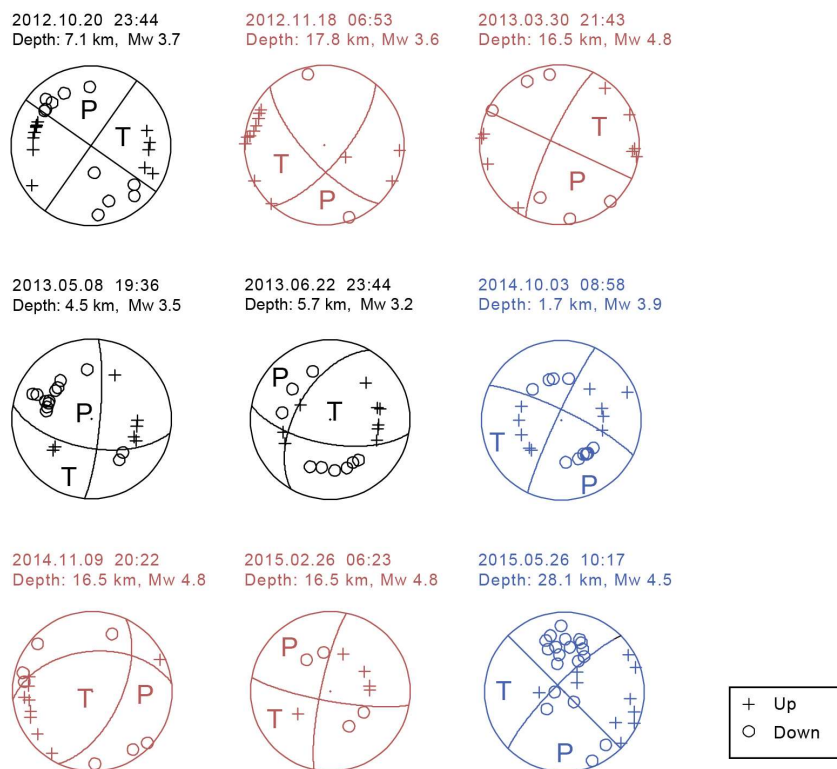 2012.10.20 23:44
Depth: 7.1 km, Mw 3.7
P
T
2012.11.18 06:53
Depth: 17.8 km, Mw 3.6
T
P
2013.03.30 21:43
Depth: 16.5 km, Mw 4.8
T
P
2013.05.08 19:36
Depth: 4.5 km, Mw 3.5
P
T
2013.06.22 23:44
Depth: 5.7 km, Mw 3.2
P
T
2014.10.03 08:58
Depth: 1.7 km, Mw 3.9
T
P
2014.11.09 20:22
Depth: 16.5 km, Mw 4.8
T
P
2015.02.26 06:23
Depth: 16.5 km, Mw 4.8
P
T
2015.05.26 10:17
Depth: 28.1 km, Mw 4.5
T
P
Up
Down